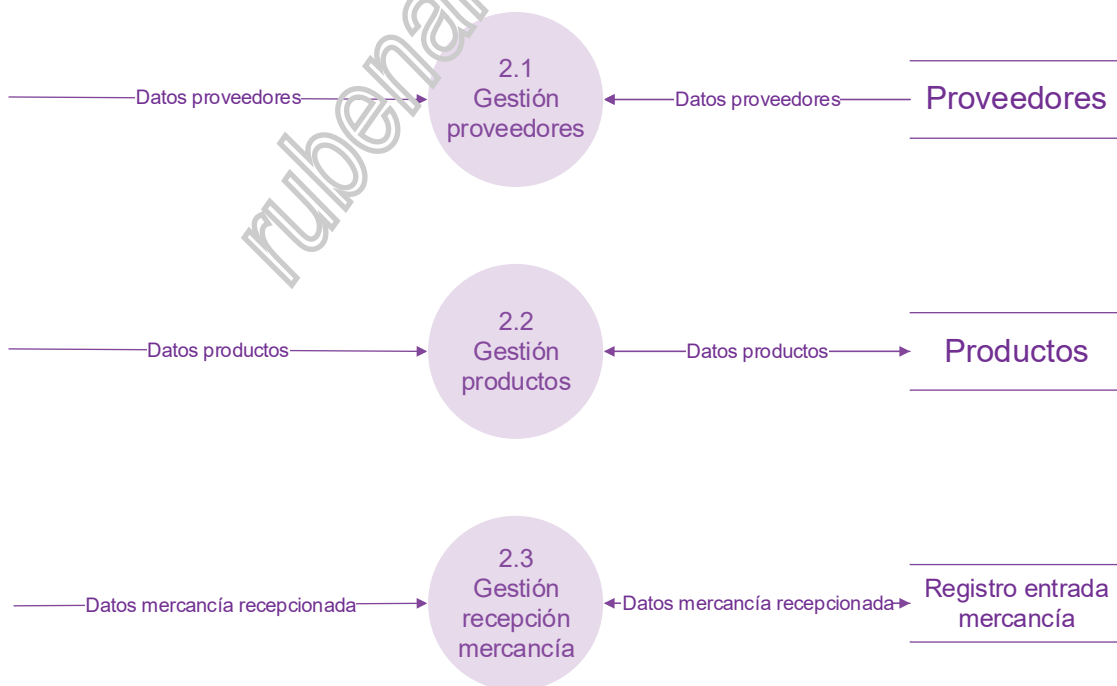 2.1
Gestión
proveedores
Datos proveedores
Datos proveedores
Proveedores
2.2
Gestión
productos
Datos productos
Datos productos
Productos
2.3
Gestión
recepción
mercancía
Datos mercancía recepcionada
Datos mercancía recepcionada
Registro entrada
mercancía